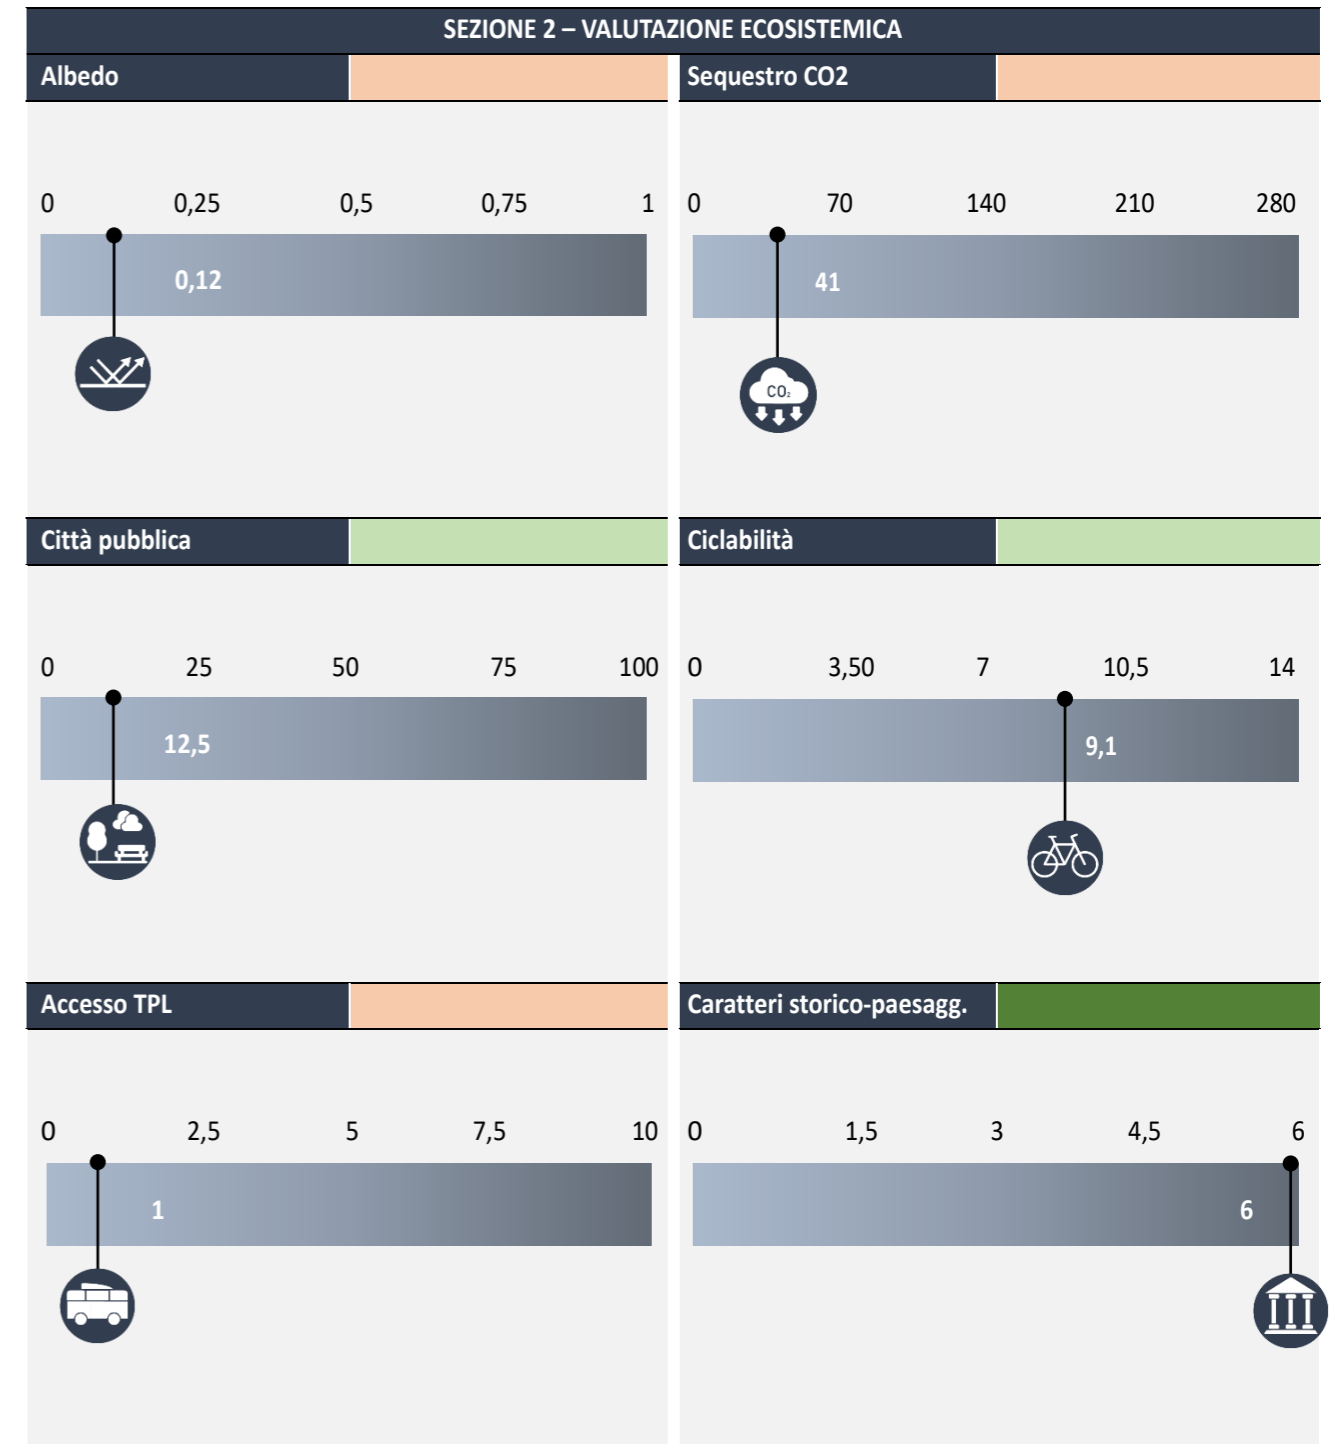 SEZIONE 2 – VALUTAZIONE ECOSISTEMICA
Albedo
Sequestro CO2
0 0,25 0,5 0,75 1
0 70 140 210 280
0,12
41
CO₂
Città pubblica
Ciclabilità
0 25 50 75 100
0 3,50 7 10,5 14
12,5
9,1
Accesso TPL
Caratteri storico-paesagg.
0 2,5 5 7,5 10
0 1,5 3 4,5 6
1
6